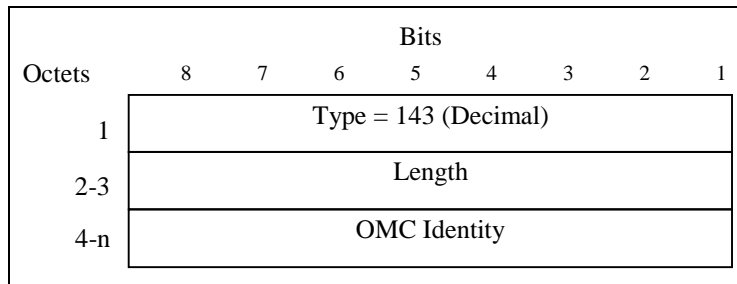 Bits
Octets 8 7 6 5 4 3 2 1
1 Type = 143 (Decimal)
2-3 Length
4-n OMC Identity